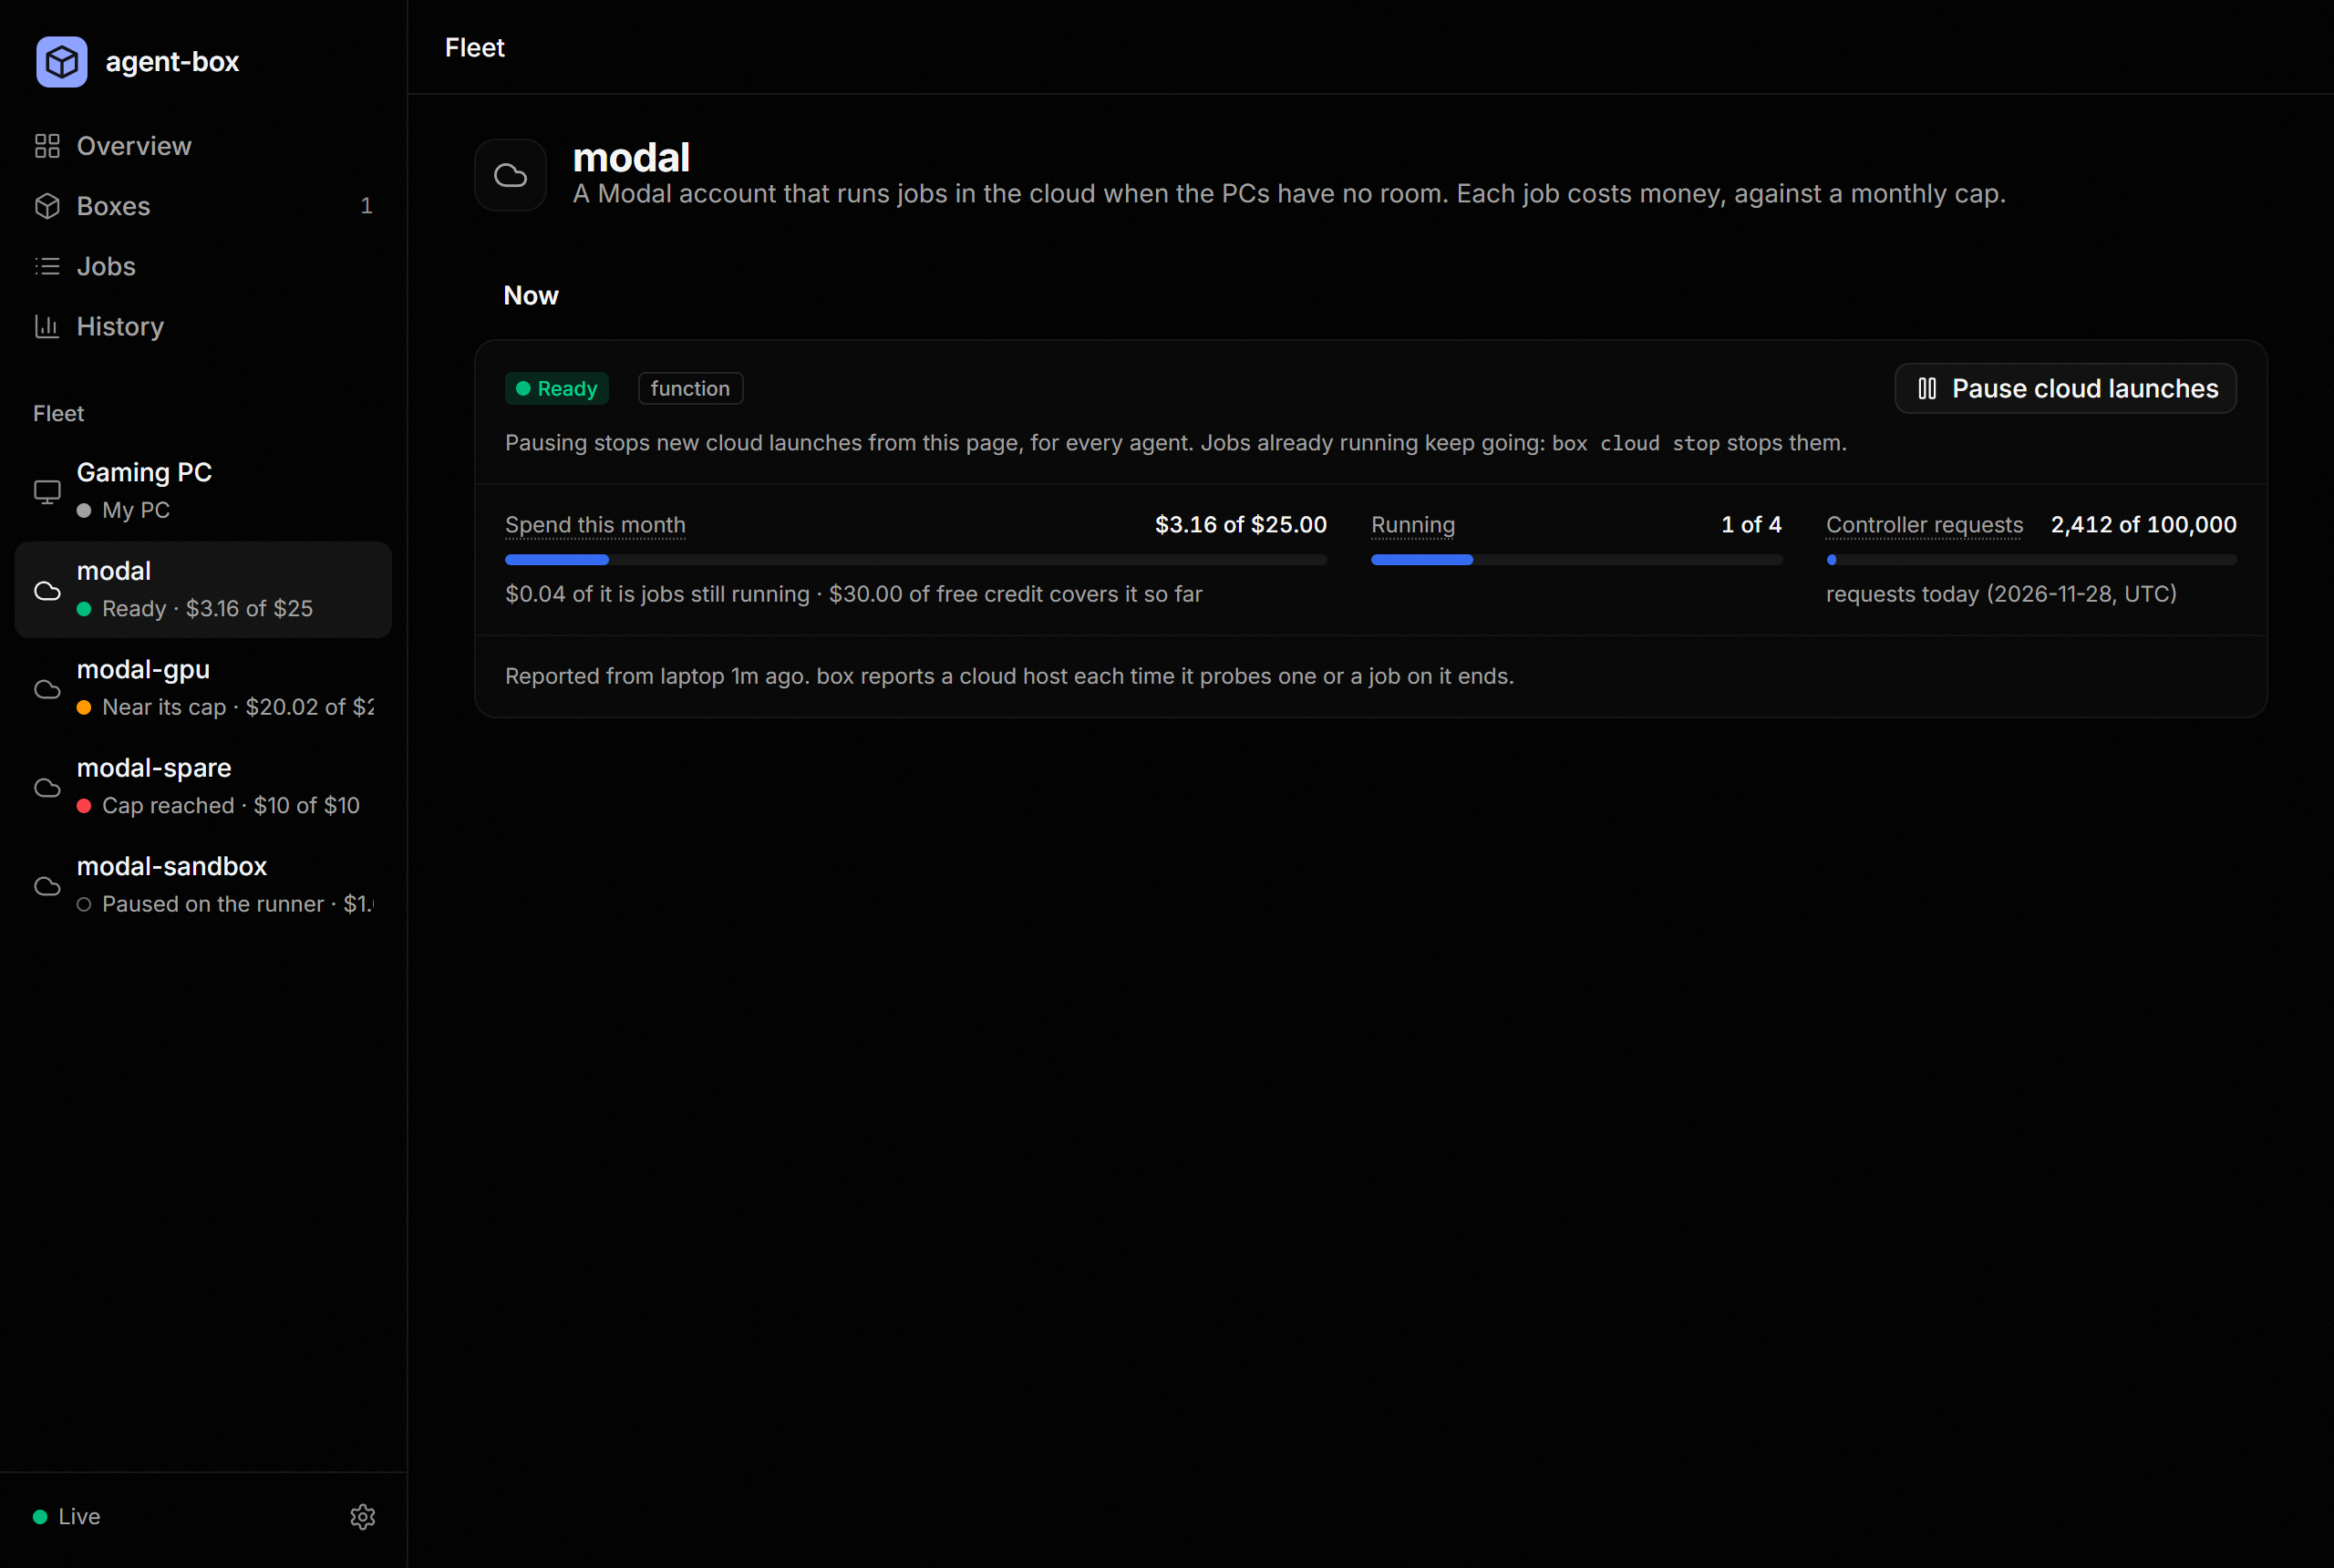 agent-box
Overview
Boxes 1
Jobs
History
Fleet
Gaming PC
My PC
modal
Ready · $3.16 of $25
modal-gpu
Near its cap · $20.02 of $2
modal-spare
Cap reached · $10 of $10
modal-sandbox
Paused on the runner · $1.
Live
Fleet
modal
A Modal account that runs jobs in the cloud when the PCs have no room. Each job costs money, against a monthly cap.
Now
Ready function Pause cloud launches
Pausing stops new cloud launches from this page, for every agent. Jobs already running keep going: box cloud stop stops them.
Spend this month $3.16 of $25.00
$0.04 of it is jobs still running · $30.00 of free credit covers it so far
Running 1 of 4
Controller requests 2,412 of 100,000
requests today (2026-11-28, UTC)
Reported from laptop 1m ago. box reports a cloud host each time it probes one or a job on it ends.